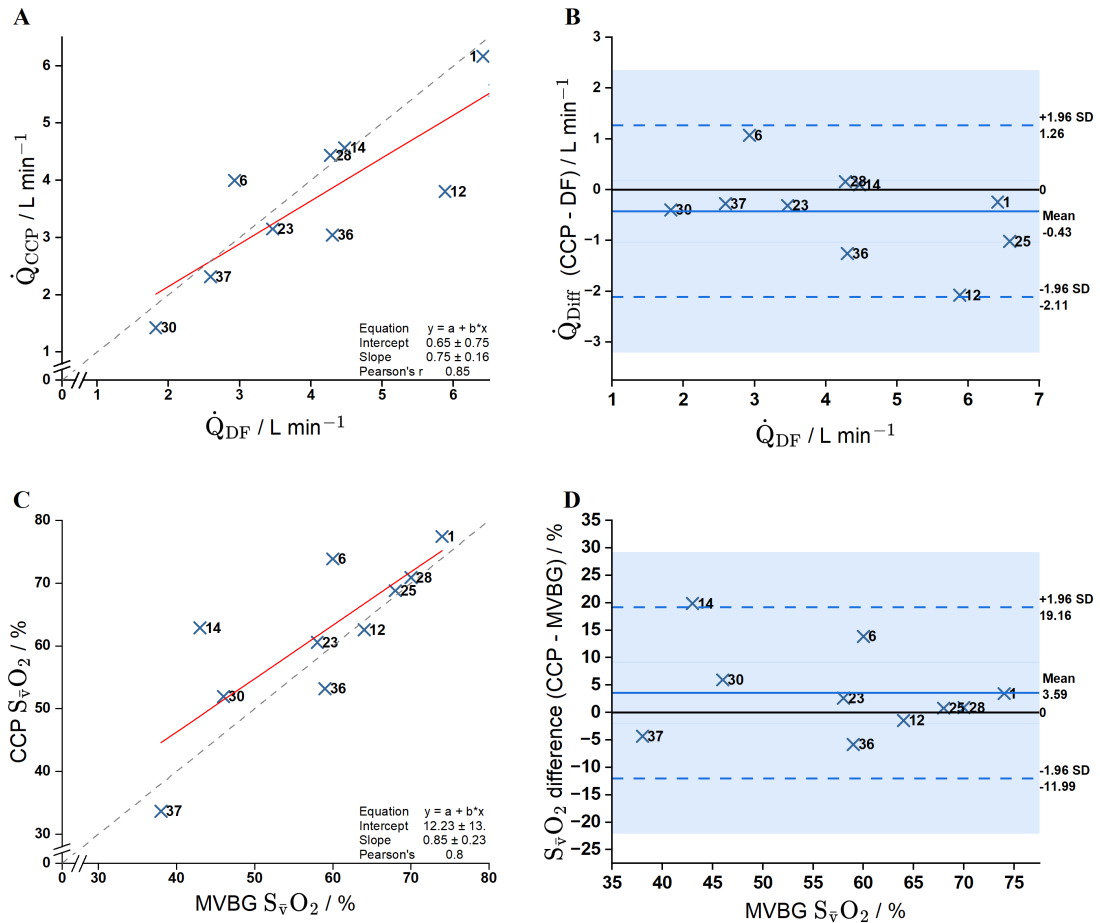 A
Q̇CCP / L min−1
6
5
4
3
2
1
0
1
14
28
6
12
23
36
37
30
Equation y = a + b*x
Intercept 0.65 ± 0.75
Slope 0.75 ± 0.16
Pearson's r 0.85
0 1 2 3 4 5 6
Q̇DF / L min−1
B
Q̇Diff (CCP - DF) / L min−1
3
2
1
0
−1
−2
−3
6
28
14
37
23
30
1
25
36
12
+1.96 SD
1.26
0
Mean
-0.43
-1.96 SD
-2.11
1 2 3 4 5 6 7
Q̇DF / L min−1
C
CCP Sv̄O2 / %
80
70
60
50
40
30
0
1
6
28
25
14
12
23
36
30
37
Equation y = a + b*x
Intercept 12.23 ± 13.
Slope 0.85 ± 0.23
Pearson's 0.8
0 30 40 50 60 70 80
MVBG Sv̄O2 / %
D
Sv̄O2 difference (CCP - MVBG) / %
35
30
25
20
15
10
5
0
−5
−10
−15
−20
−25
14
6
30
1
23
25
28
12
37
36
+1.96 SD
19.16
Mean
3.59
0
-1.96 SD
-11.99
35 40 45 50 55 60 65 70 75
MVBG Sv̄O2 / %